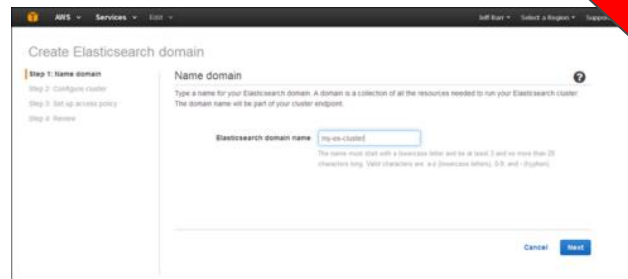 AWS Services Edit Jeff Barr Select a Region Support
Create Elasticsearch domain
Step 1: Name domain
Step 2: Configure cluster
Step 3: Set up access policy
Step 4: Review
Name domain
Type a name for your Elasticsearch domain. A domain is a collection of all the resources needed to run your Elasticsearch cluster.
The domain name will be part of your cluster endpoint.
Elasticsearch domain name my-es-cluster
The name must start with a lowercase letter and be at least 3 and no more than 28
characters long. Valid characters are a-z (lowercase letters), 0-9, and - (hyphen).
Cancel Next